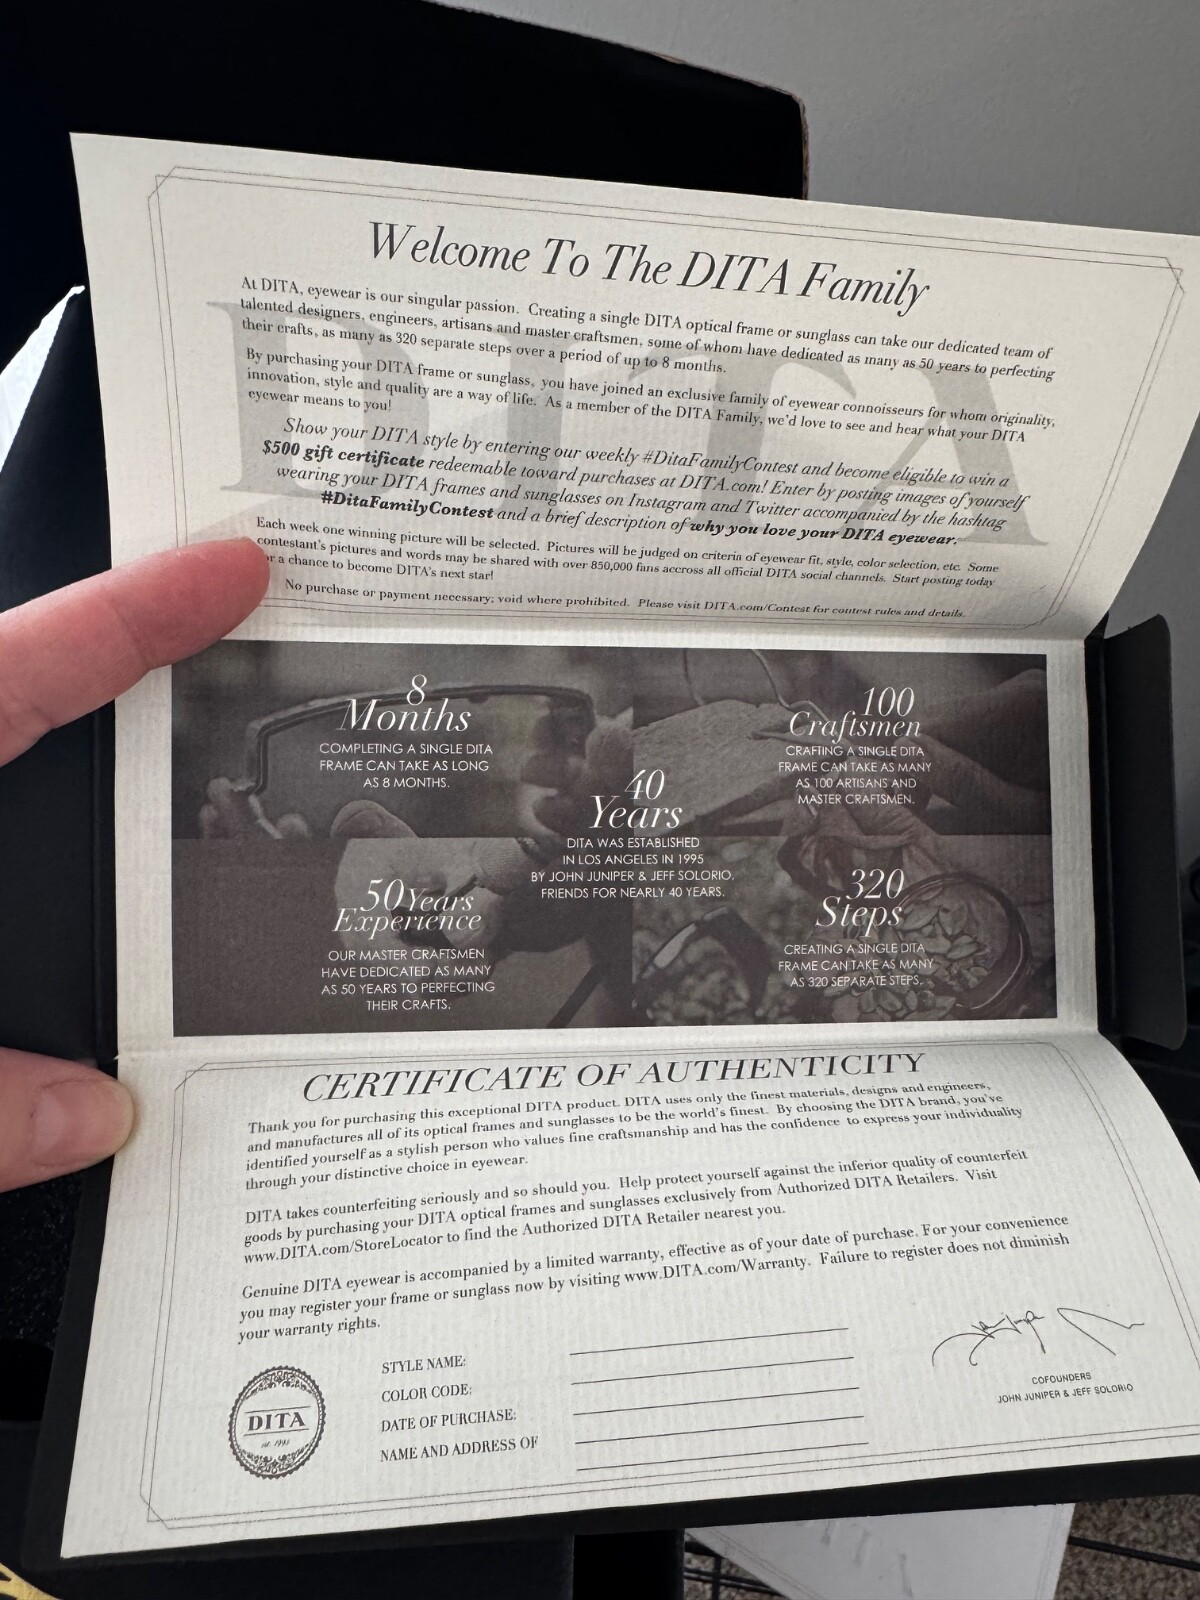 Welcome To The DITA Family
At DITA, eyewear is our singular passion. Creating a single DITA optical frame or sunglass can take our dedicated team of
talented designers, engineers, artisans and master craftsmen, some of whom have dedicated as many as 50 years to perfecting
their crafts, as many as 320 separate steps over a period of up to 8 months.
By purchasing your DITA frame or sunglass, you have joined an exclusive family of eyewear connoisseurs for whom originality,
innovation, style and quality are a way of life. As a member of the DITA Family, we'd love to see and hear what your DITA
eyewear means to you!
Show your DITA style by entering our weekly #DitaFamilyContest and become eligible to win a
$500 gift certificate redeemable toward purchases at DITA.com! Enter by posting images of yourself
wearing your DITA frames and sunglasses on Instagram and Twitter accompanied by the hashtag
#DitaFamilyContest and a brief description of why you love your DITA eyewear.
Each week one winning picture will be selected. Pictures will be judged on criteria of eyewear fit, style, color selection, etc. Some
contestant's pictures and words may be shared with over 850,000 fans accross all official DITA social channels. Start posting today
or a chance to become DITA's next star!
No purchase or payment necessary; void where prohibited. Please visit DITA.com/Contest for contest rules and details.
DITA
8
Months
COMPLETING A SINGLE DITA
FRAME CAN TAKE AS LONG
AS 8 MONTHS.
100
Craftsmen
CRAFTING A SINGLE DITA
FRAME CAN TAKE AS MANY
AS 100 ARTISANS AND
MASTER CRAFTSMEN.
40
Years
DITA WAS ESTABLISHED
IN LOS ANGELES IN 1995
BY JOHN JUNIPER & JEFF SOLORIO.
FRIENDS FOR NEARLY 40 YEARS.
50 Years
Experience
OUR MASTER CRAFTSMEN
HAVE DEDICATED AS MANY
AS 50 YEARS TO PERFECTING
THEIR CRAFTS.
320
Steps
CREATING A SINGLE DITA
FRAME CAN TAKE AS MANY
AS 320 SEPARATE STEPS.
CERTIFICATE OF AUTHENTICITY
Thank you for purchasing this exceptional DITA product. DITA uses only the finest materials, designs and engineers,
and manufactures all of its optical frames and sunglasses to be the world's finest. By choosing the DITA brand, you've
identified yourself as a stylish person who values fine craftsmanship and has the confidence to express your individuality
through your distinctive choice in eyewear.
DITA takes counterfeiting seriously and so should you. Help protect yourself against the inferior quality of counterfeit
goods by purchasing your DITA optical frames and sunglasses exclusively from Authorized DITA Retailers. Visit
www.DITA.com/StoreLocator to find the Authorized DITA Retailer nearest you.
Genuine DITA eyewear is accompanied by a limited warranty, effective as of your date of purchase. For your convenience
you may register your frame or sunglass now by visiting www.DITA.com/Warranty. Failure to register does not diminish
your warranty rights.
STYLE NAME:
COLOR CODE:
DATE OF PURCHASE:
NAME AND ADDRESS OF
DITA
est. 1995
COFOUNDERS
JOHN JUNIPER & JEFF SOLORIO